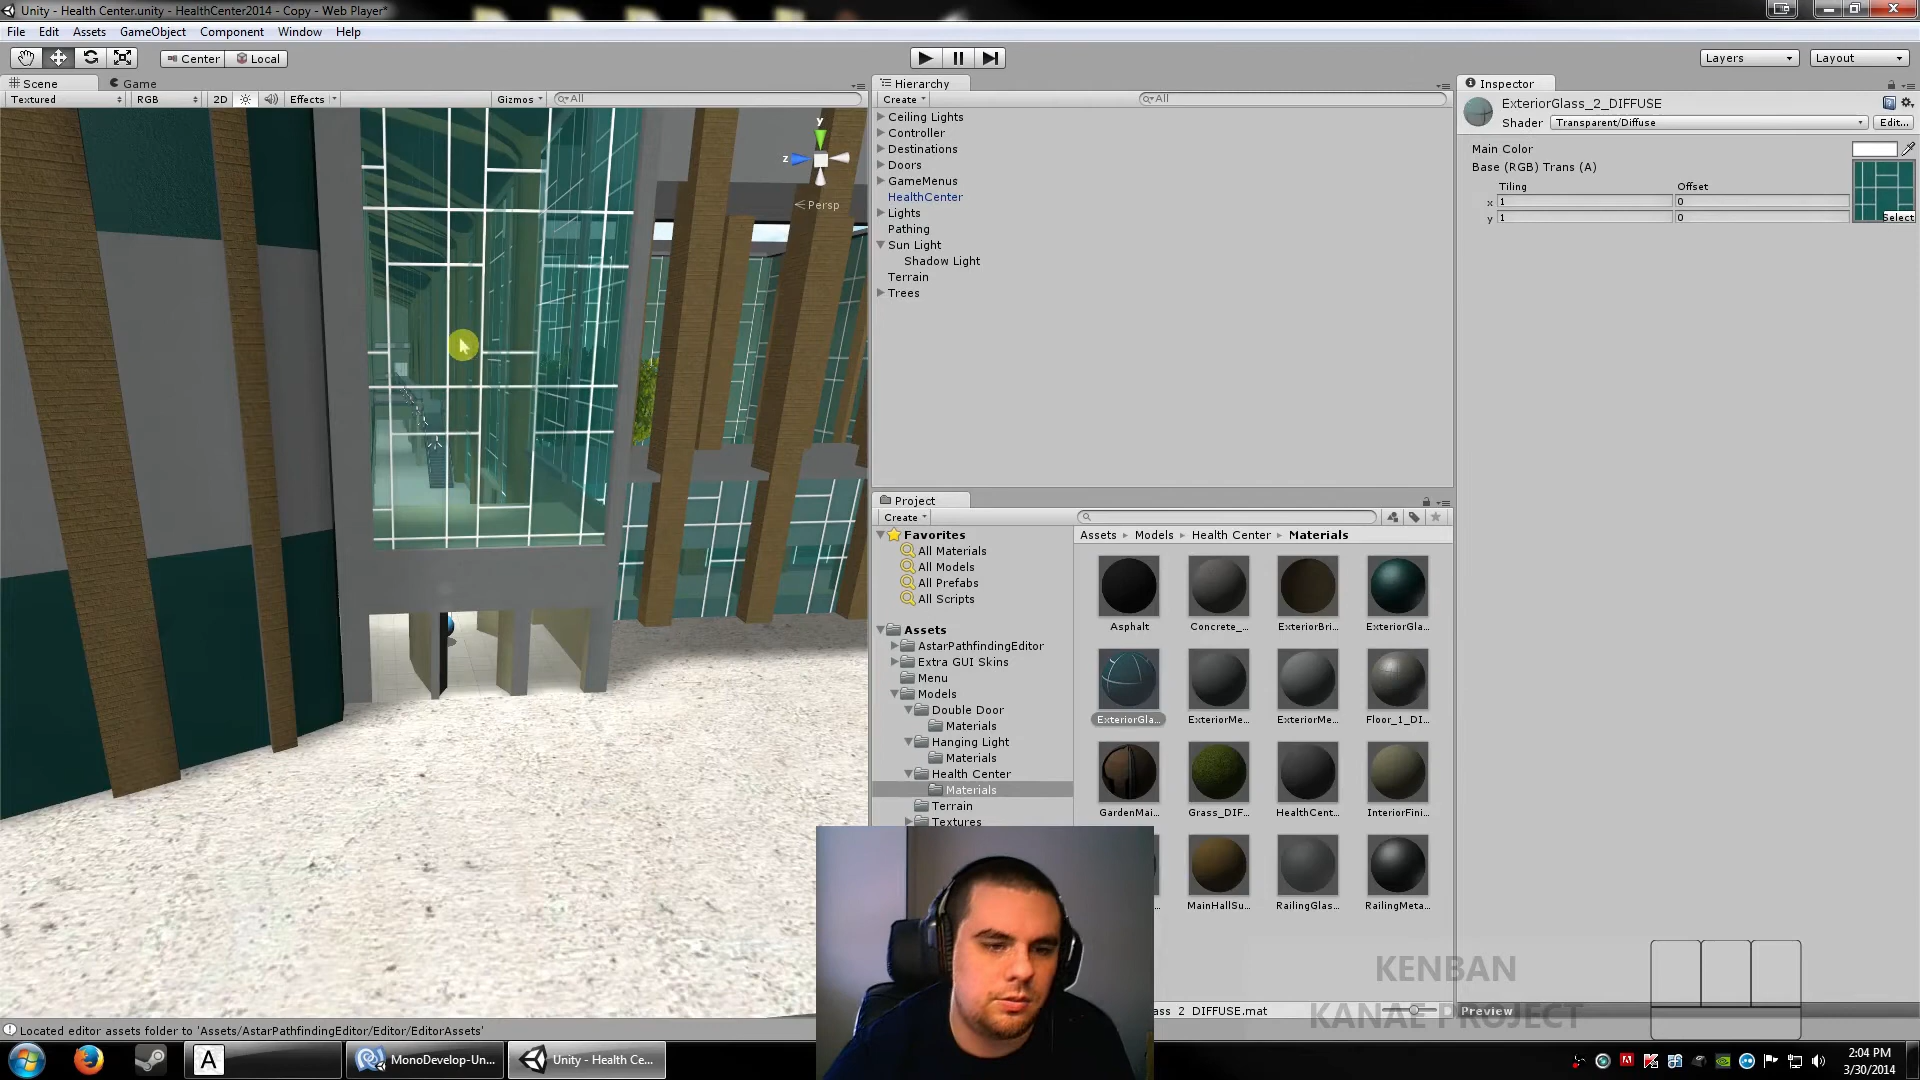 Unity - Health Center.unity - HealthCenter2014 - Copy - Web Player*
File Edit Assets GameObject Component Window Help
Center Local Layers Layout
Scene Game
Textured RGB 2D Effects Gizmos All
y
z
Persp
Hierarchy
Create All
Ceiling Lights
Controller
Destinations
Doors
GameMenus
HealthCenter
Lights
Pathing
Sun Light
Shadow Light
Terrain
Trees
Inspector
ExteriorGlass_2_DIFFUSE
Shader Transparent/Diffuse Edit...
Main Color
Base (RGB) Trans (A)
Tiling Offset
x 1 0
y 1 0
Select
Project
Create
Favorites
All Materials
All Models
All Prefabs
All Scripts
Assets
AstarPathfindingEditor
Extra GUI Skins
Menu
Models
Double Door
Materials
Hanging Light
Materials
Health Center
Materials
Terrain
Textures
Assets Models Health Center Materials
Asphalt Concrete_... ExteriorBri... ExteriorGla...
ExteriorGla... ExteriorMe... ExteriorMe... Floor_1_DI...
GardenMai... Grass_DIF... HealthCent... InteriorFini...
MainHallSu... RailingGlas... RailingMeta...
ass_2_DIFFUSE.mat
Preview
KENBAN
KANAE PROJECT
Located editor assets folder to 'Assets/AstarPathfindingEditor/Editor/EditorAssets'
A MonoDevelop-Un... Unity - Health Ce...
2:04 PM
3/30/2014